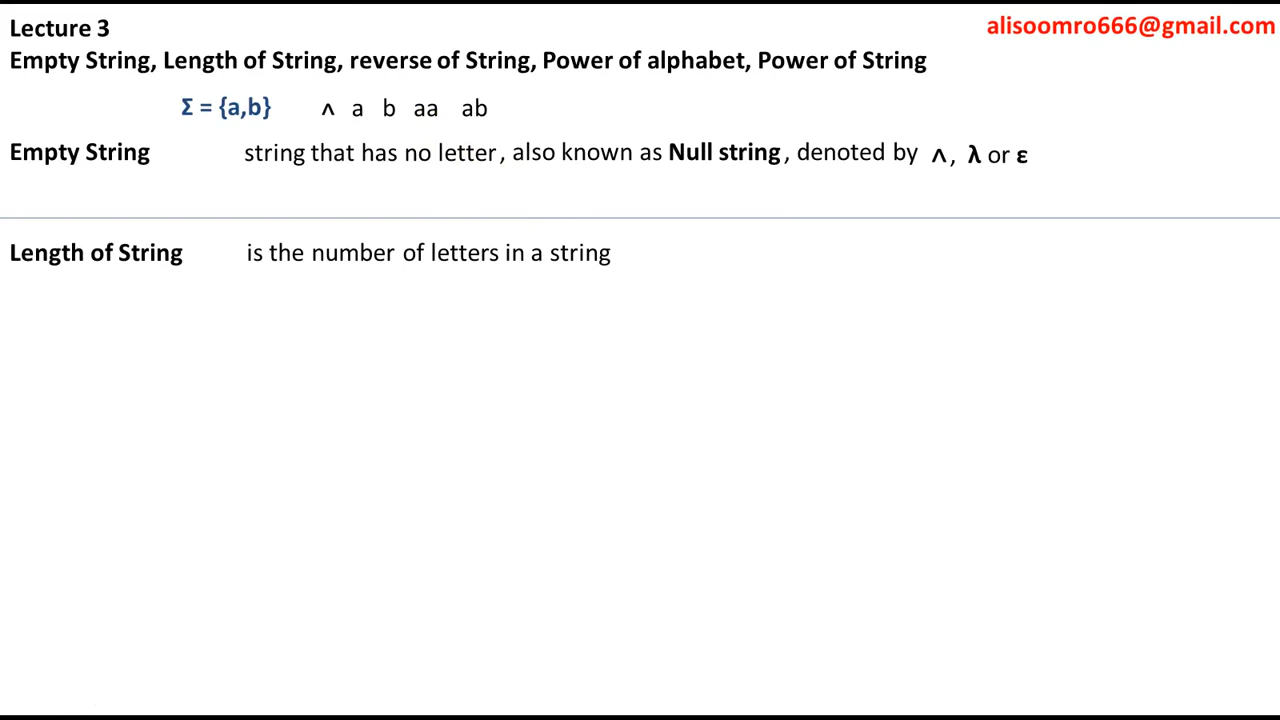 Lecture 3
alisoomro666@gmail.com
Empty String, Length of String, reverse of String, Power of alphabet, Power of String
Σ = {a,b} ʌ a b aa ab
Empty String string that has no letter, also known as Null string, denoted by ʌ, λ or ε
Length of String is the number of letters in a string